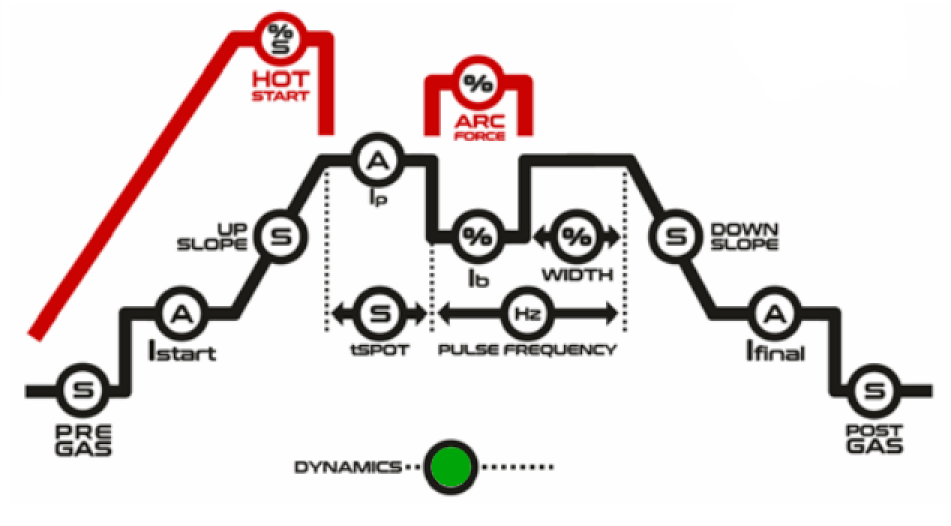 %
S
HOT
START
%
ARC
FORCE
A
Ip
UP
SLOPE
S
%
Ib
%
WIDTH
S
DOWN
SLOPE
A
Istart
S
tSPOT
Hz
PULSE FREQUENCY
A
Ifinal
S
PRE
GAS
S
POST
GAS
DYNAMICS